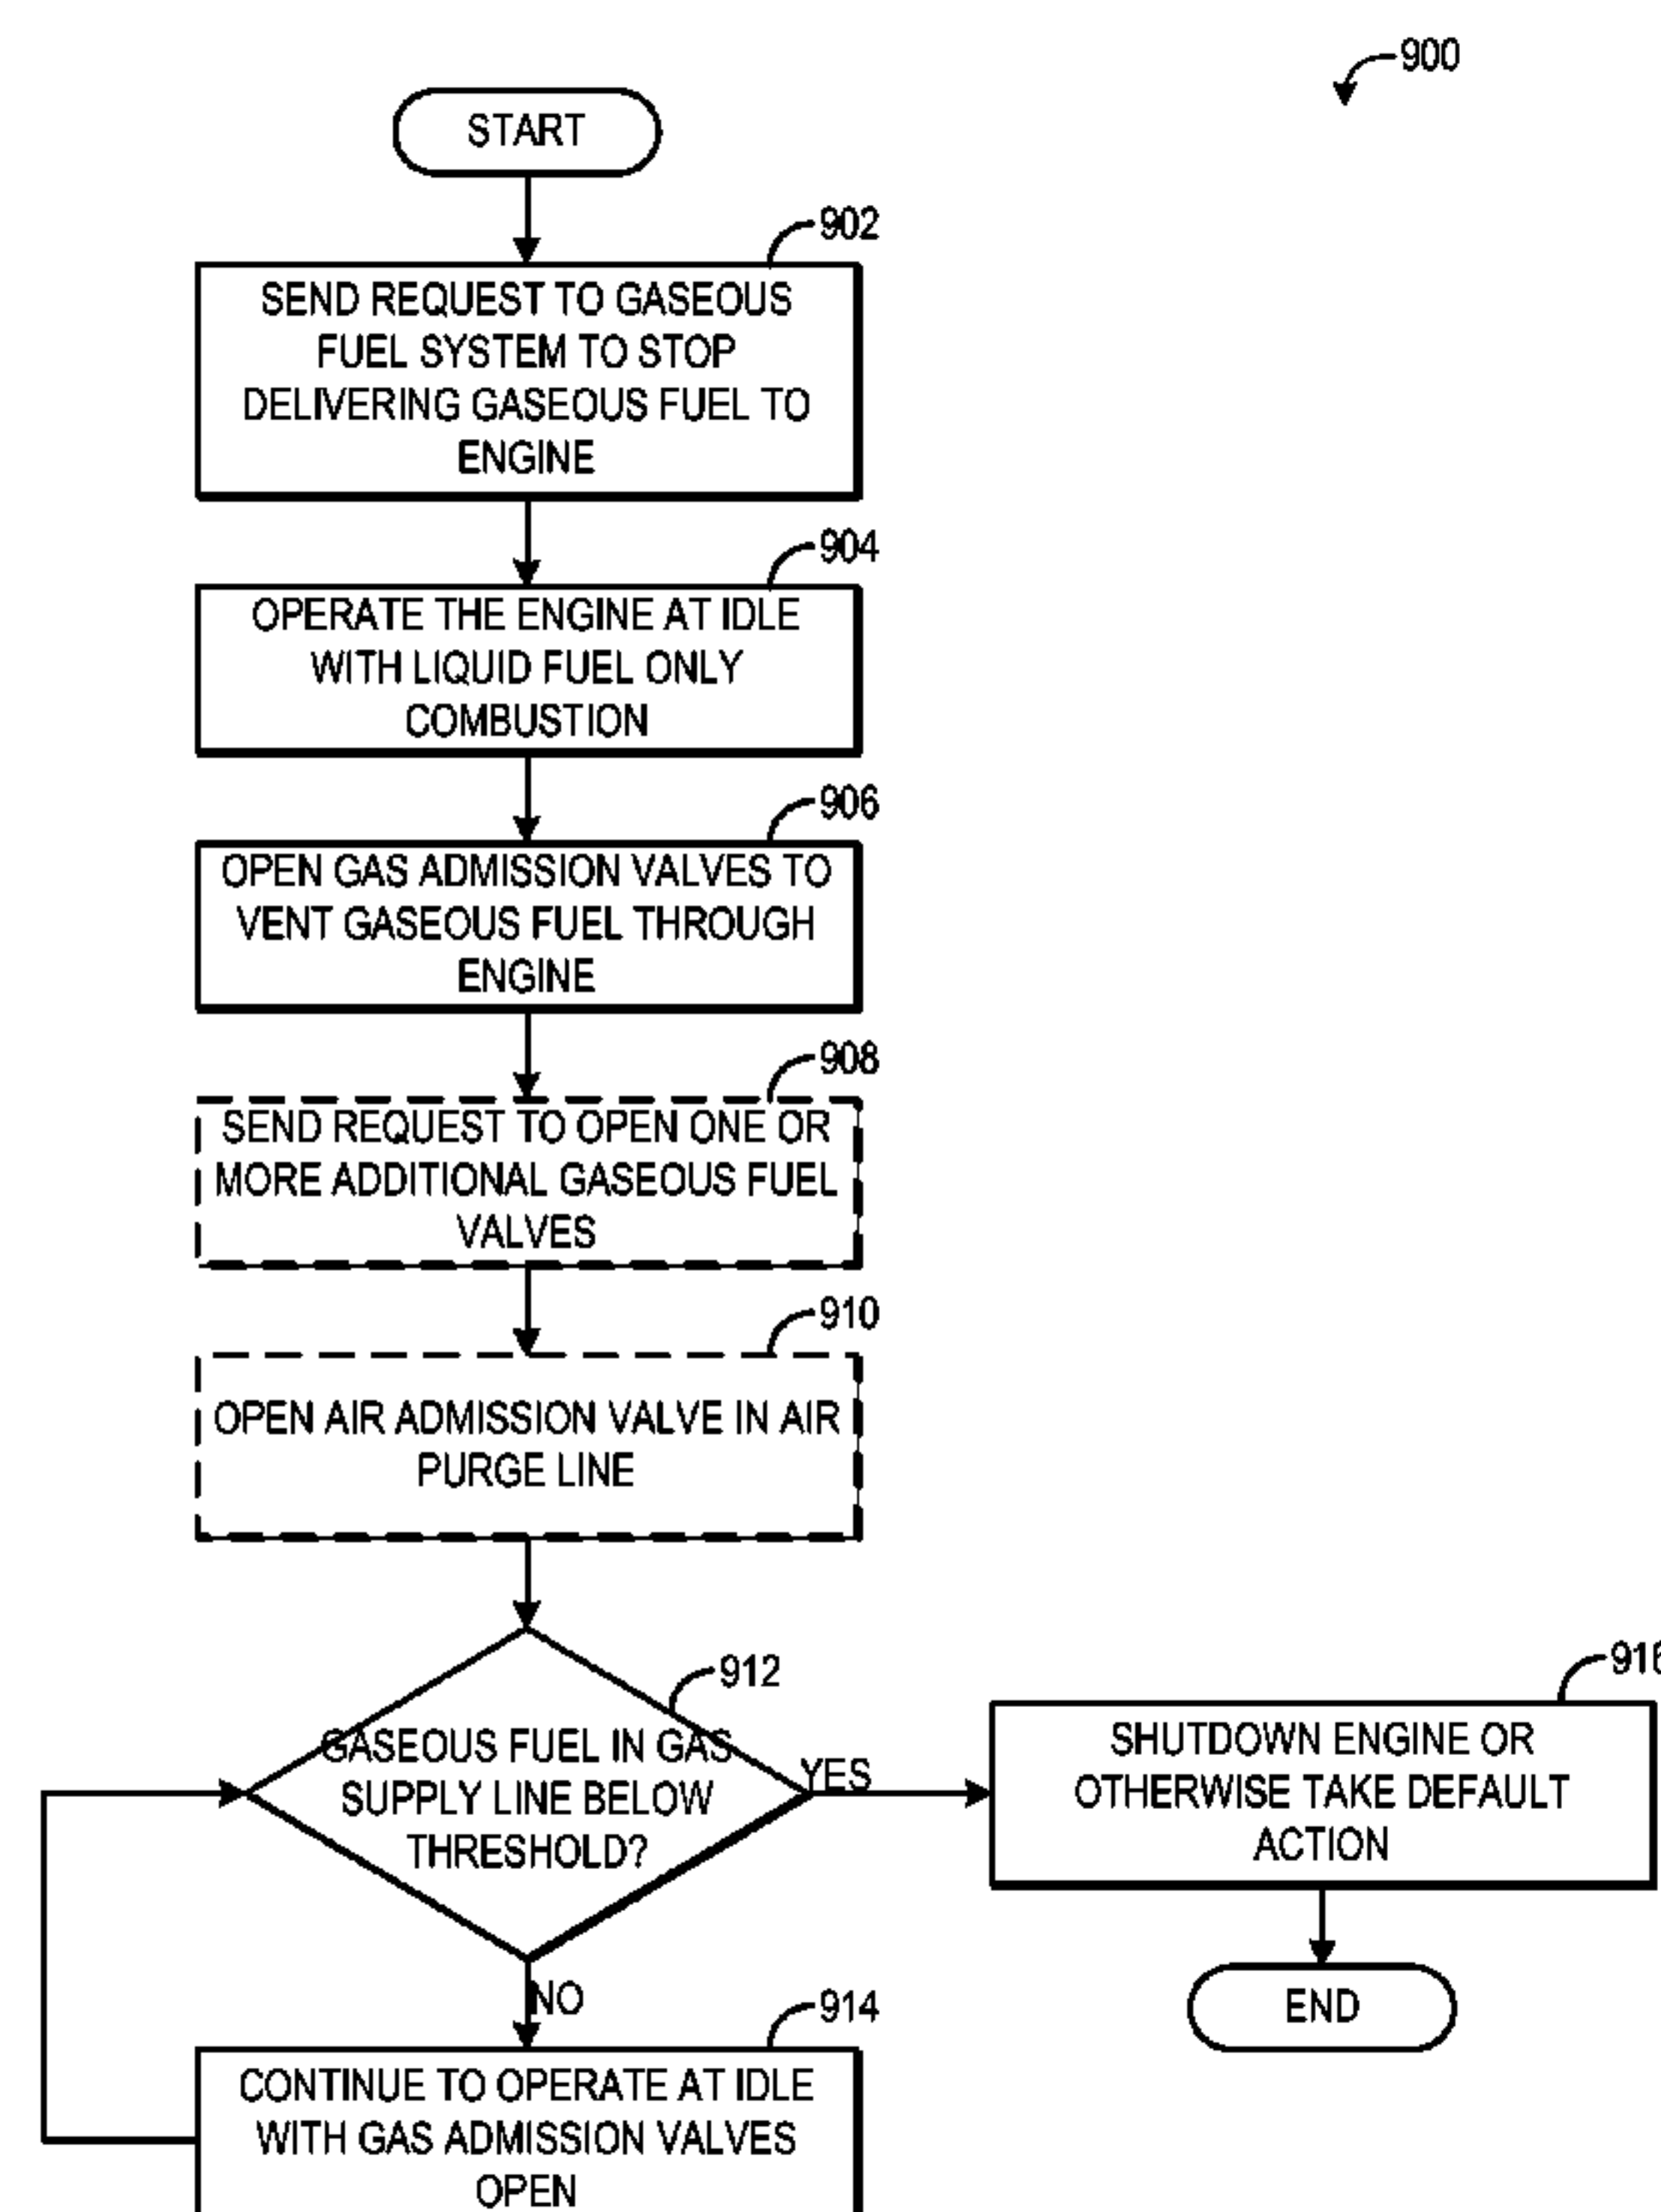 900
START
902
SEND REQUEST TO GASEOUS
FUEL SYSTEM TO STOP
DELIVERING GASEOUS FUEL TO
ENGINE
904
OPERATE THE ENGINE AT IDLE
WITH LIQUID FUEL ONLY
COMBUSTION
906
OPEN GAS ADMISSION VALVES TO
VENT GASEOUS FUEL THROUGH
ENGINE
908
SEND REQUEST TO OPEN ONE OR
MORE ADDITIONAL GASEOUS FUEL
VALVES
910
OPEN AIR ADMISSION VALVE IN AIR
PURGE LINE
912
GASEOUS FUEL IN GAS
SUPPLY LINE BELOW
THRESHOLD?
YES
916
SHUTDOWN ENGINE OR
OTHERWISE TAKE DEFAULT
ACTION
END
NO
914
CONTINUE TO OPERATE AT IDLE
WITH GAS ADMISSION VALVES
OPEN